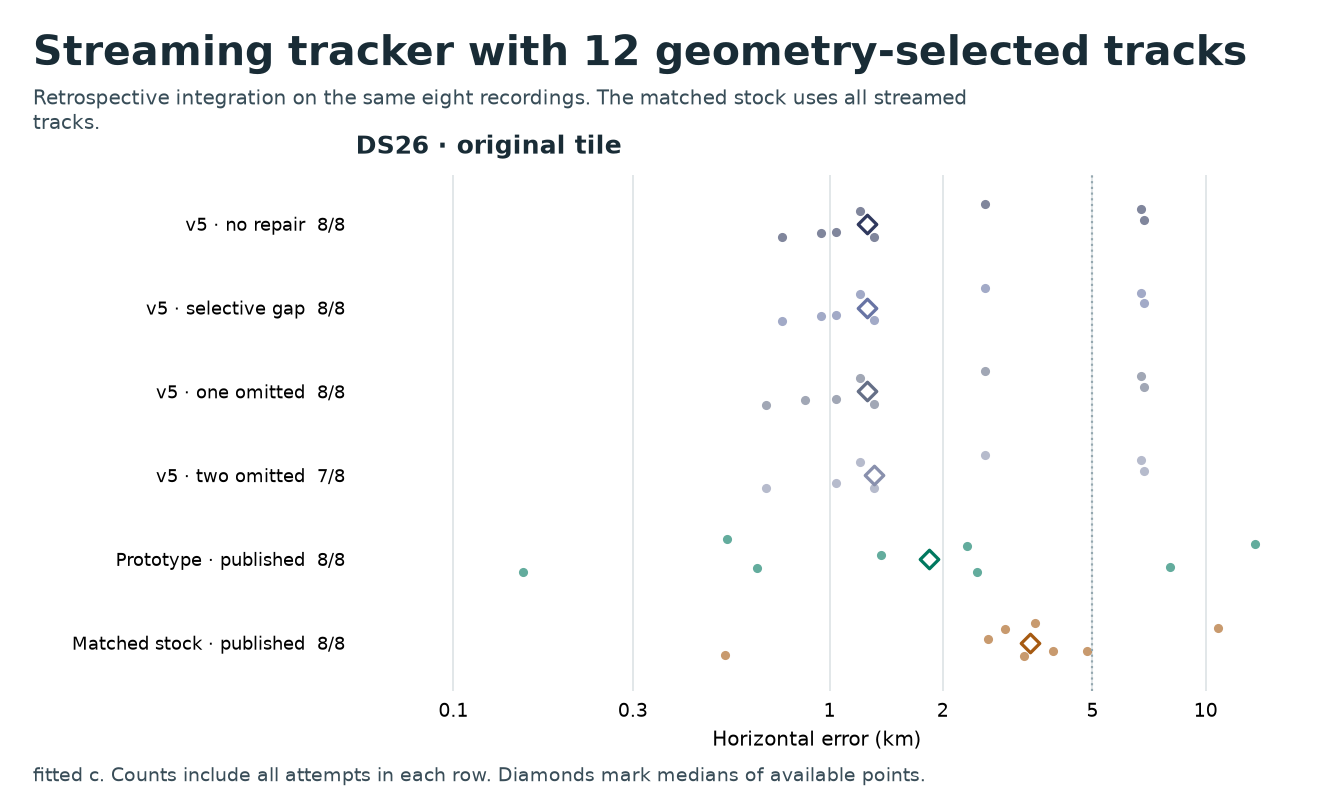 Streaming tracker with 12 geometry-selected tracks
Retrospective integration on the same eight recordings. The matched stock uses all streamed
tracks.
DS26 · original tile
v5 · no repair 8/8
v5 · selective gap 8/8
v5 · one omitted 8/8
v5 · two omitted 7/8
Prototype · published 8/8
Matched stock · published 8/8
0.1 0.3 1 2 5 10
Horizontal error (km)
fitted c. Counts include all attempts in each row. Diamonds mark medians of available points.